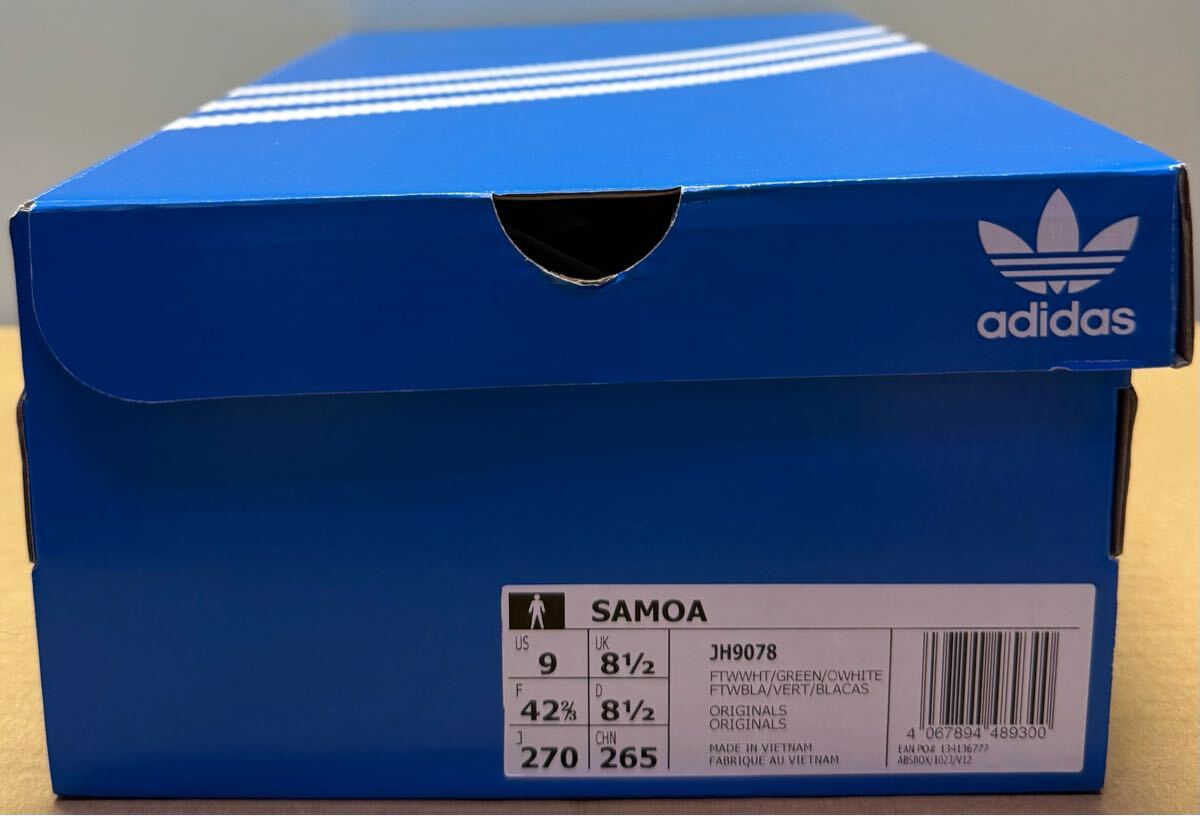 adidas
SAMOA
US 9 UK 8½
F 42⅔ D 8½
J 270 CHN 265
JH9078
FTWWHT/GREEN/OWHITE
FTWBLA/VERT/BLACAS
ORIGINALS
ORIGINALS
MADE IN VIETNAM
FABRIQUE AU VIETNAM
4 067894 489300
EAN PO# 134136777
ABSBOX/1023/V12